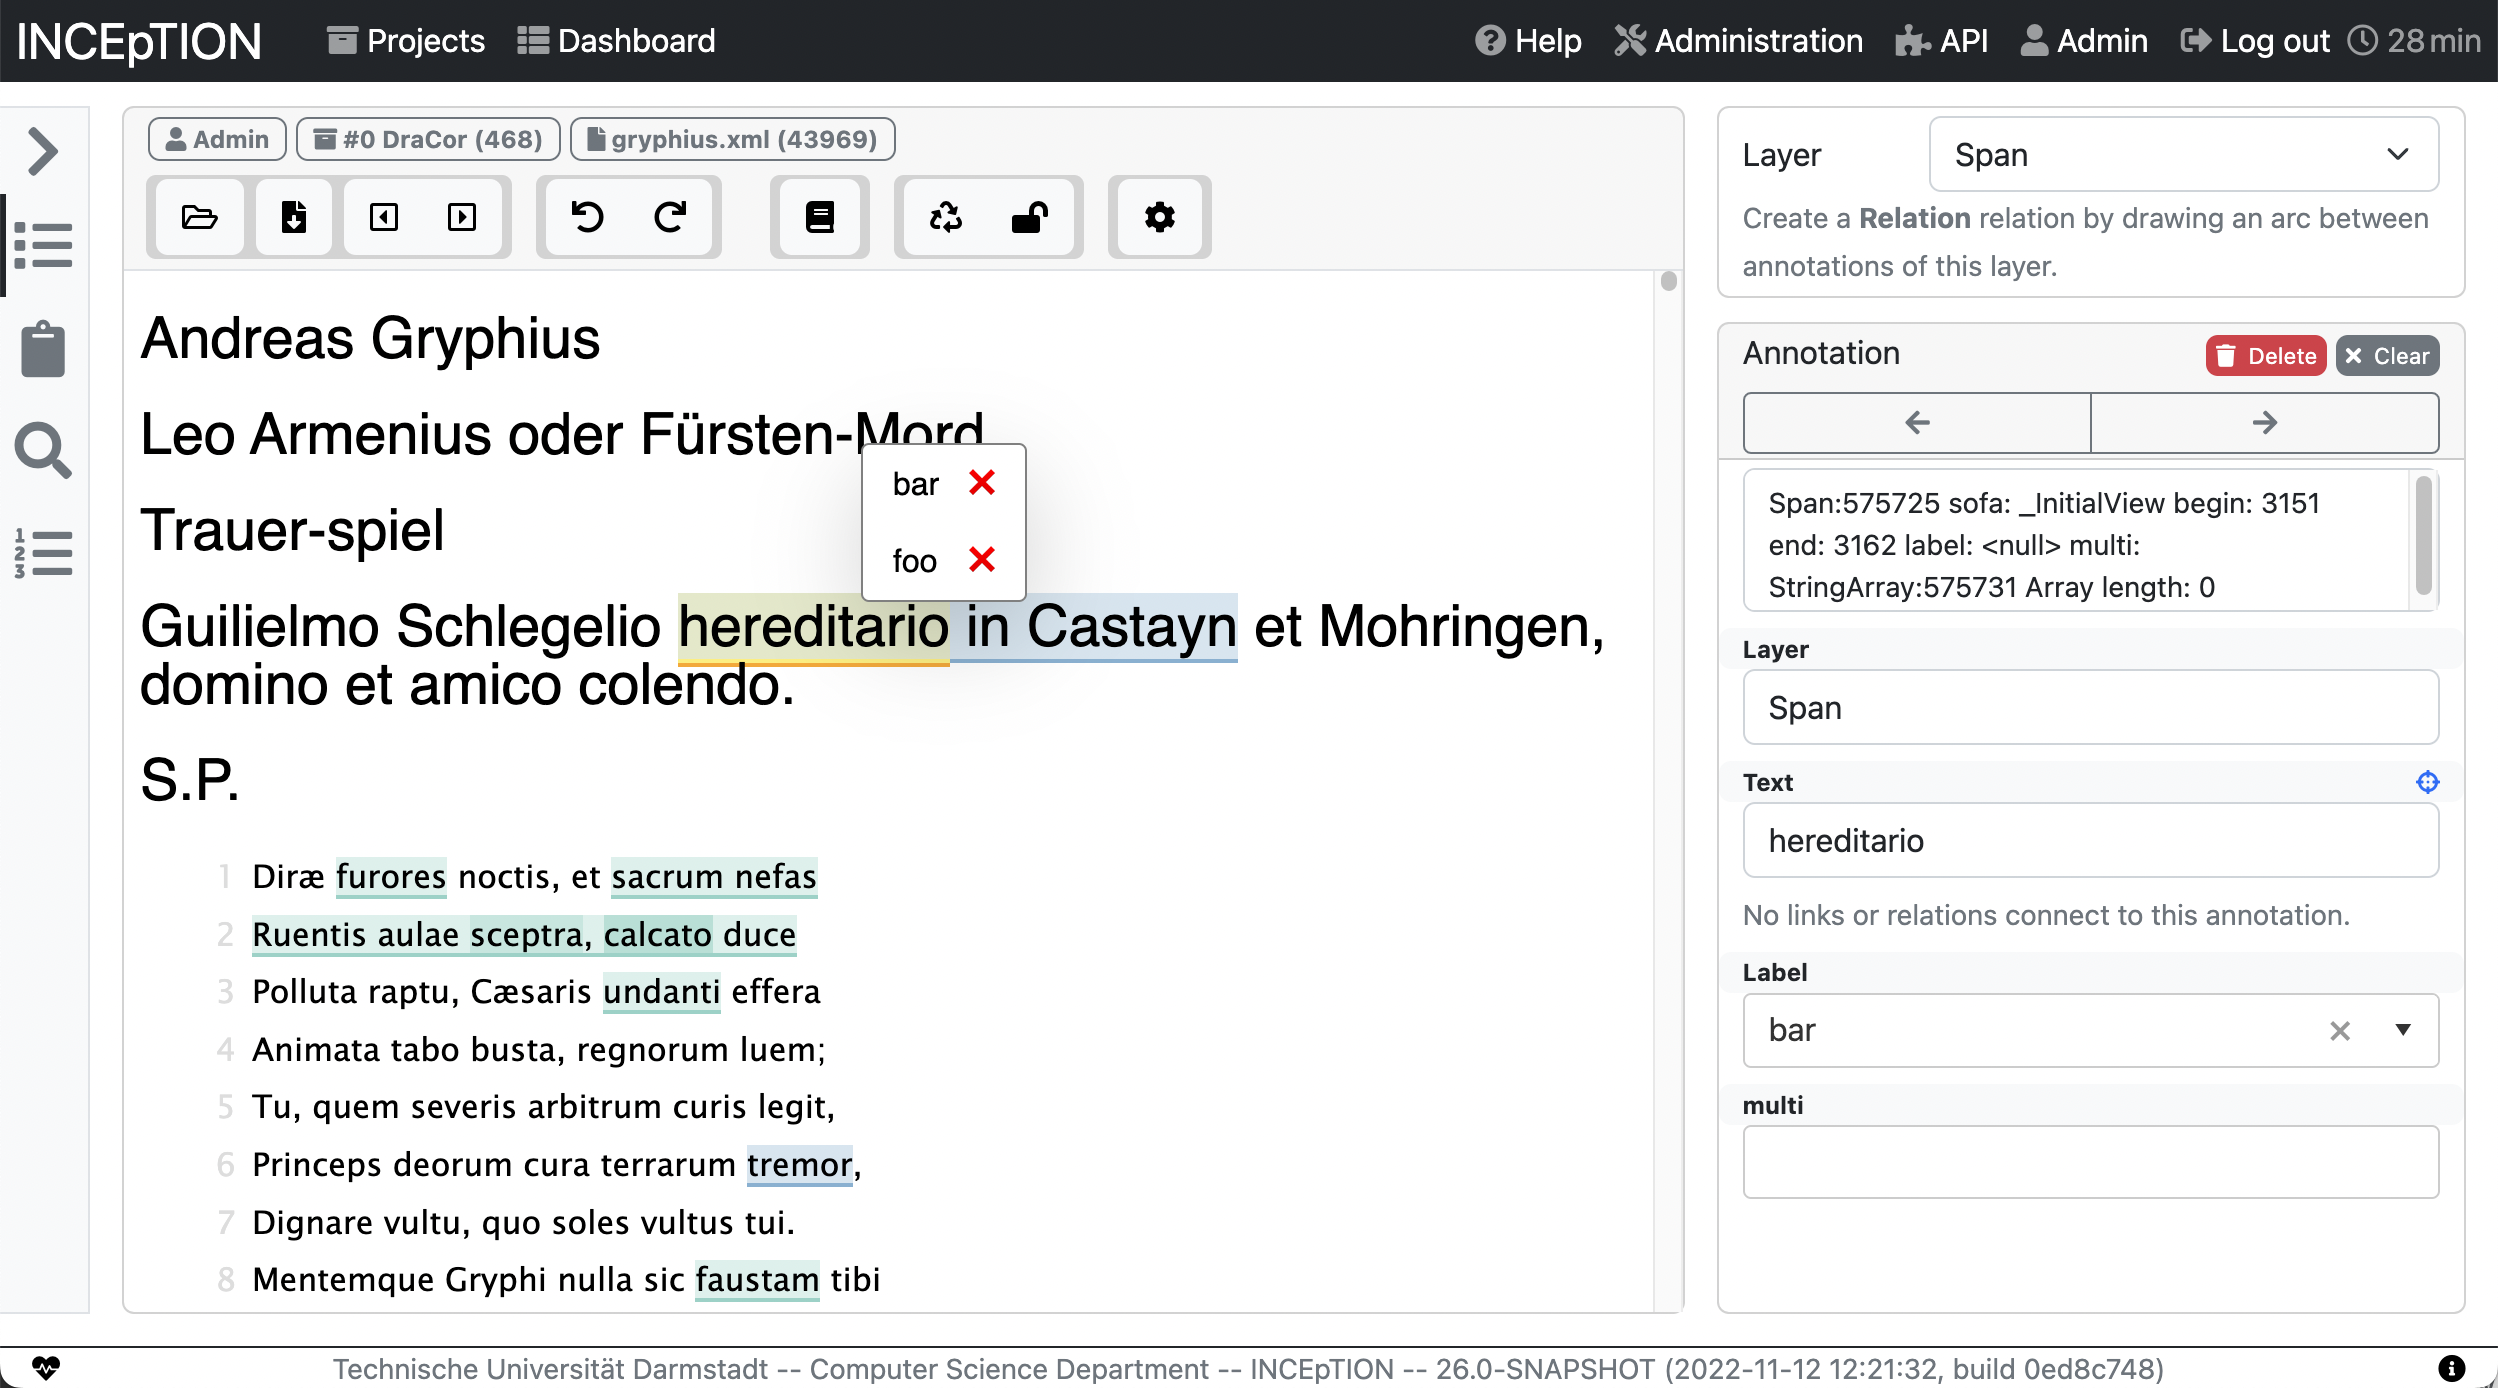 INCEpTION Projects Dashboard Help Administration API Admin Log out 28 min
Admin #0 DraCor (468) gryphius.xml (43969)
Andreas Gryphius
Leo Armenius oder Fürsten-Mord
bar
foo
Trauer-spiel
Guilielmo Schlegelio hereditario in Castayn et Mohringen,
domino et amico colendo.
S.P.
1 Diræ furores noctis, et sacrum nefas
2 Ruentis aulae sceptra, calcato duce
3 Polluta raptu, Cæsaris undanti effera
4 Animata tabo busta, regnorum luem;
5 Tu, quem severis arbitrum curis legit,
6 Princeps deorum cura terrarum tremor,
7 Dignare vultu, quo soles vultus tui.
8 Mentemque Gryphi nulla sic faustam tibi
Layer Span
Create a Relation relation by drawing an arc between
annotations of this layer.
Annotation Delete Clear
Span:575725 sofa: _InitialView begin: 3151
end: 3162 label: <null> multi:
StringArray:575731 Array length: 0
Layer
Span
Text
hereditario
No links or relations connect to this annotation.
Label
bar
multi
Technische Universität Darmstadt -- Computer Science Department -- INCEpTION -- 26.0-SNAPSHOT (2022-11-12 12:21:32, build 0ed8c748)